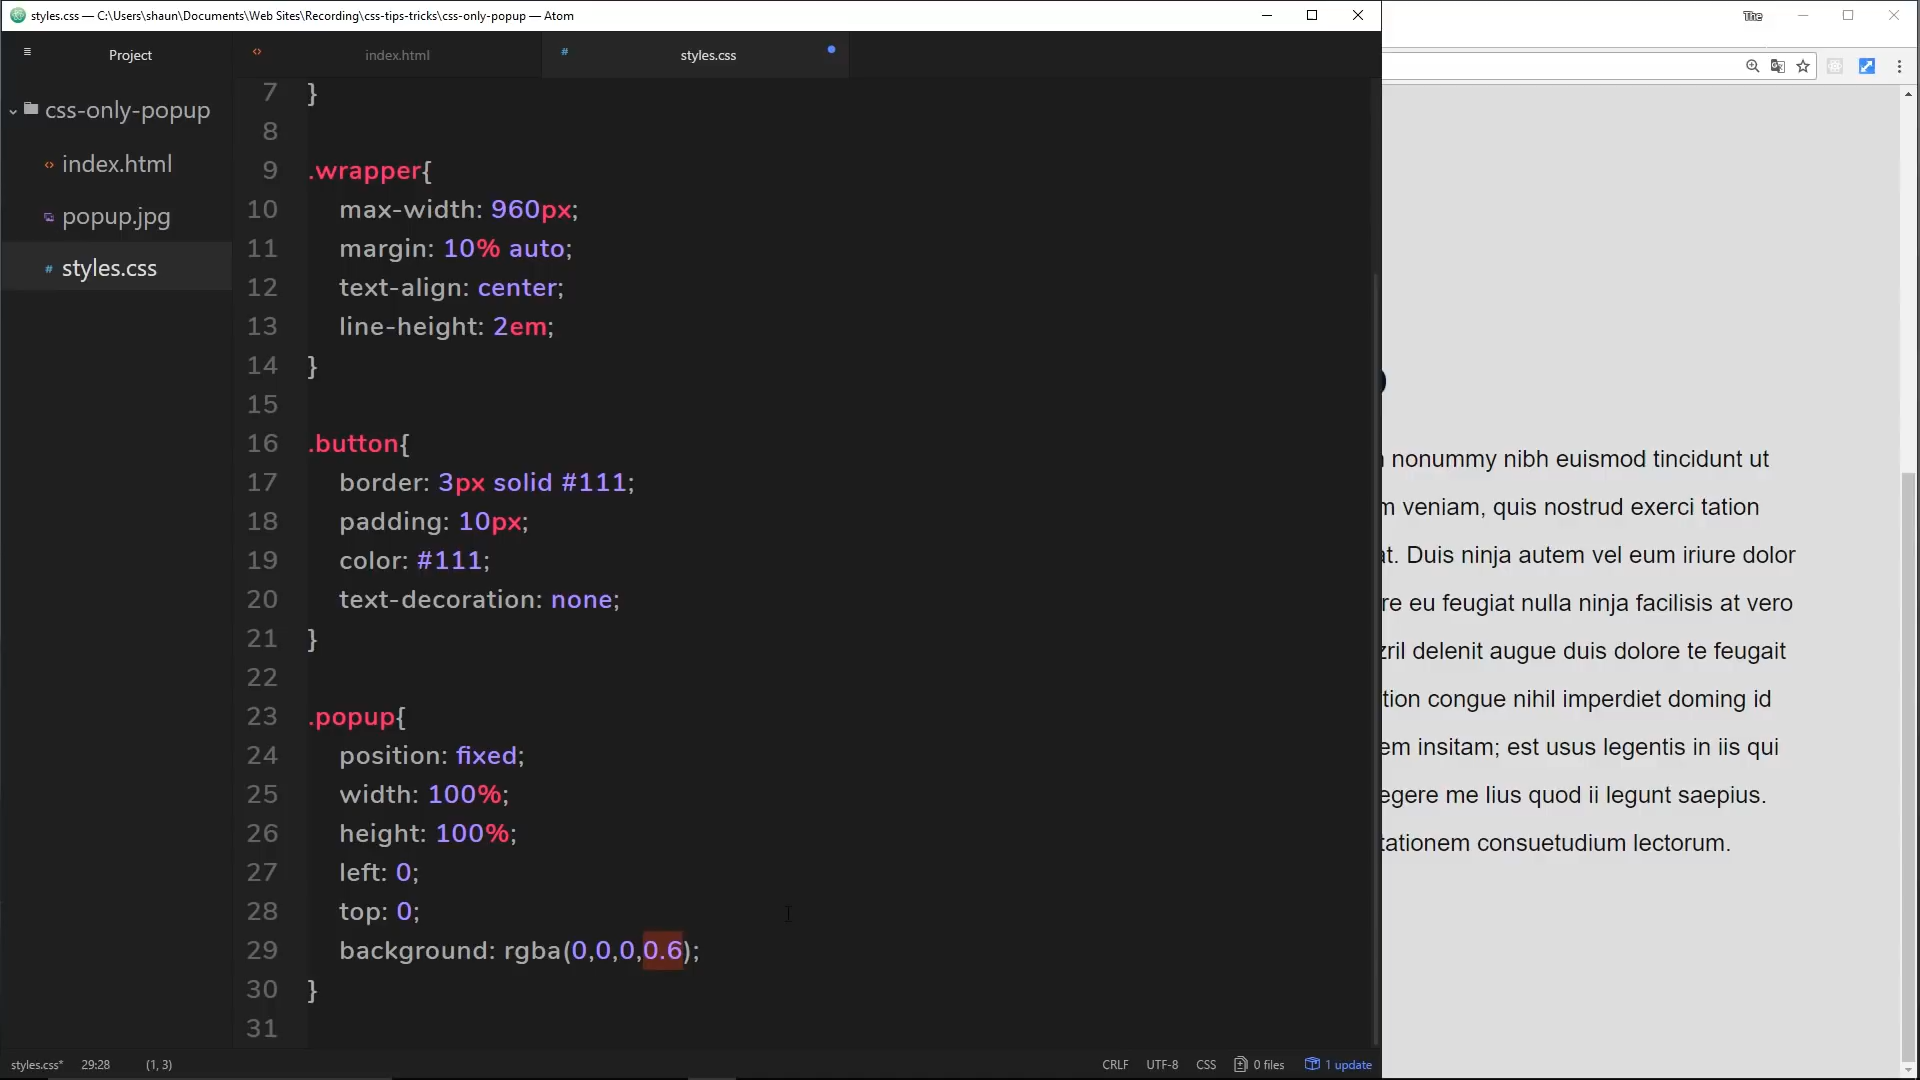 styles.css — C:\Users\shaun\Documents\Web Sites\Recording\css-tips-tricks\css-only-popup — Atom
The
Project
index.html
styles.css
css-only-popup
index.html
popup.jpg
styles.css
7 }
8
9 .wrapper{
10 max-width: 960px;
11 margin: 10% auto;
12 text-align: center;
13 line-height: 2em;
14 }
15
16 .button{
17 border: 3px solid #111;
18 padding: 10px;
19 color: #111;
20 text-decoration: none;
21 }
22
23 .popup{
24 position: fixed;
25 width: 100%;
26 height: 100%;
27 left: 0;
28 top: 0;
29 background: rgba(0,0,0,0.6);
30 }
31
nonummy nibh euismod tincidunt ut
veniam, quis nostrud exerci tation
at. Duis ninja autem vel eum iriure dolor
re eu feugiat nulla ninja facilisis at vero
zril delenit augue duis dolore te feugait
tion congue nihil imperdiet doming id
em insitam; est usus legentis in iis qui
egere me lius quod ii legunt saepius.
tationem consuetudium lectorum.
styles.css* 29:28 (1, 3)
CRLF UTF-8 CSS 0 files 1 update